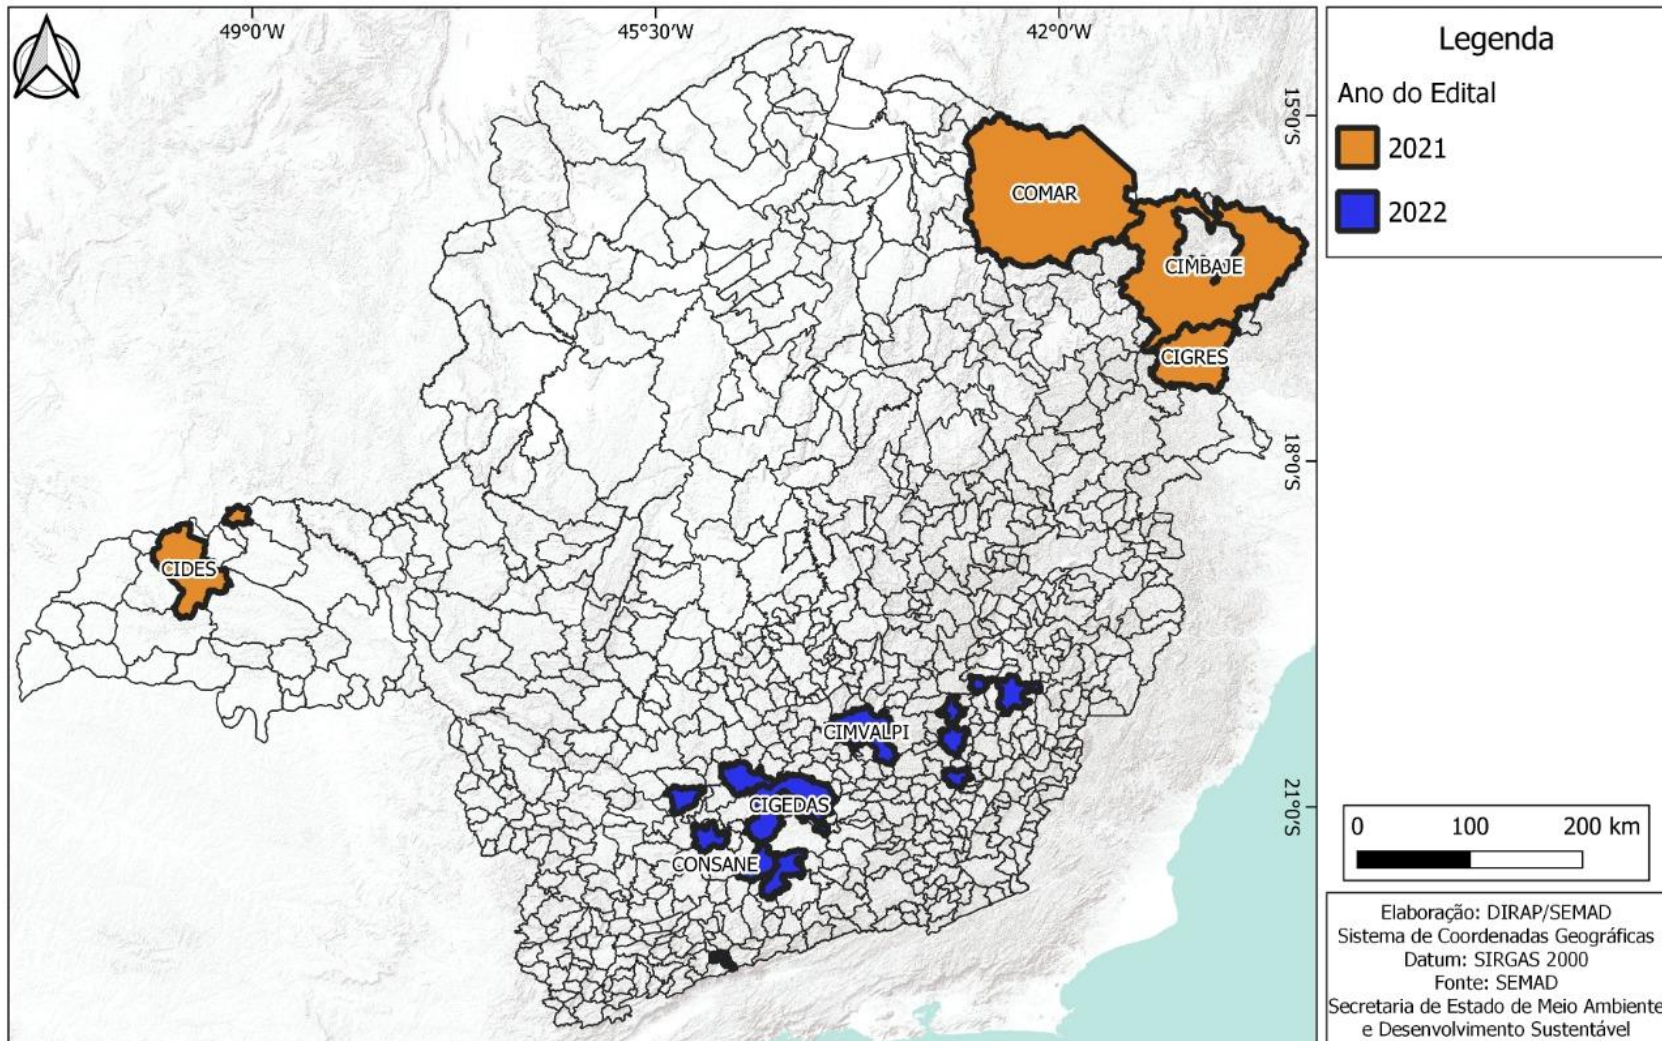 49°0'W
45°30'W
42°0'W
15°0'S
18°0'S
21°0'S
COMAR
CIMBAJE
CIGRES
CIDES
CIMVALPI
CIGEDAS
CONSANE
Legenda
Ano do Edital
2021
2022
0 100 200 km
Elaboração: DIRAP/SEMAD
Sistema de Coordenadas Geográficas
Datum: SIRGAS 2000
Fonte: SEMAD
Secretaria de Estado de Meio Ambiente
e Desenvolvimento Sustentável